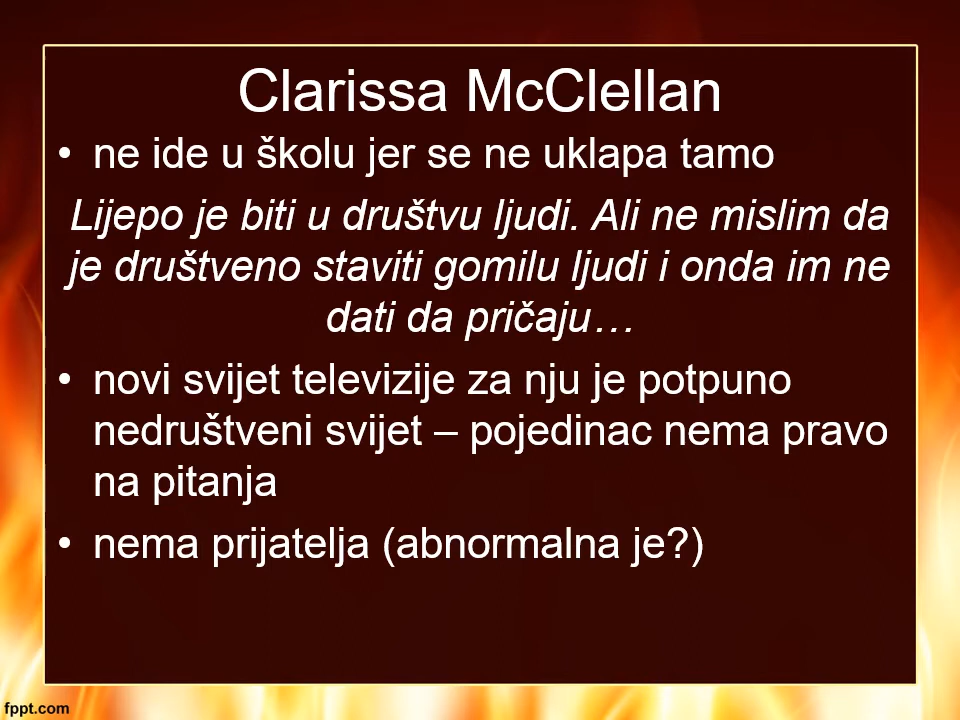 Clarissa McClellan
• ne ide u školu jer se ne uklapa tamo
Lijepo je biti u društvu ljudi. Ali ne mislim da
je društveno staviti gomilu ljudi i onda im ne
dati da pričaju…
• novi svijet televizije za nju je potpuno
nedruštveni svijet – pojedinac nema pravo
na pitanja
• nema prijatelja (abnormalna je?)
fppt.com